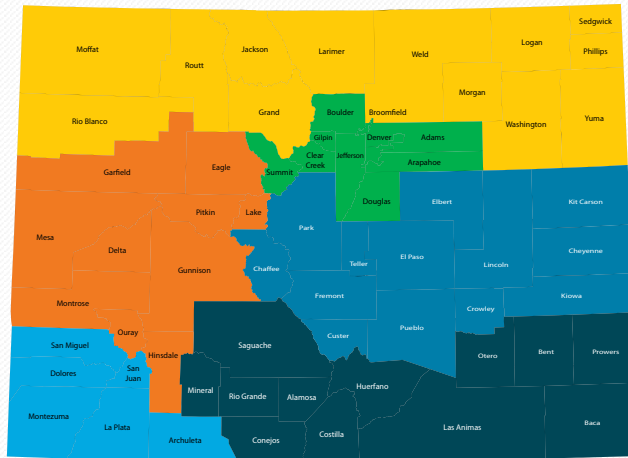 Sedgwick
Moffat
Routt
Jackson
Larimer
Weld
Logan
Phillips
Morgan
Rio Blanco
Grand
Boulder
Broomfield
Washington
Yuma
Gilpin
Denver
Adams
Clear
Creek
Jefferson
Arapahoe
Garfield
Eagle
Summit
Douglas
Elbert
Kit Carson
Pitkin
Lake
Park
Mesa
Delta
Gunnison
Chaffee
Teller
El Paso
Lincoln
Cheyenne
Montrose
Fremont
Crowley
Kiowa
Ouray
Hinsdale
Custer
Pueblo
San Miguel
Saguache
Otero
Bent
Prowers
Dolores
San
Juan
Mineral
Rio Grande
Alamosa
Huerfano
Montezuma
La Plata
Archuleta
Conejos
Costilla
Las Animas
Baca